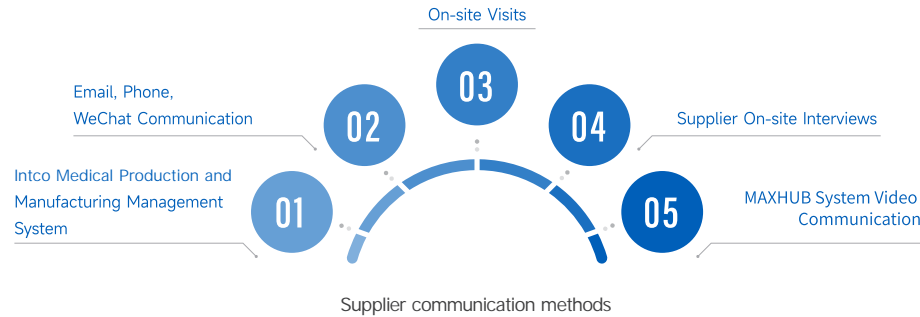 On-site Visits
03
Email, Phone,
WeChat Communication
02
04
Supplier On-site Interviews
Intco Medical Production and
Manufacturing Management
System
01
05
MAXHUB System Video
Communication
Supplier communication methods